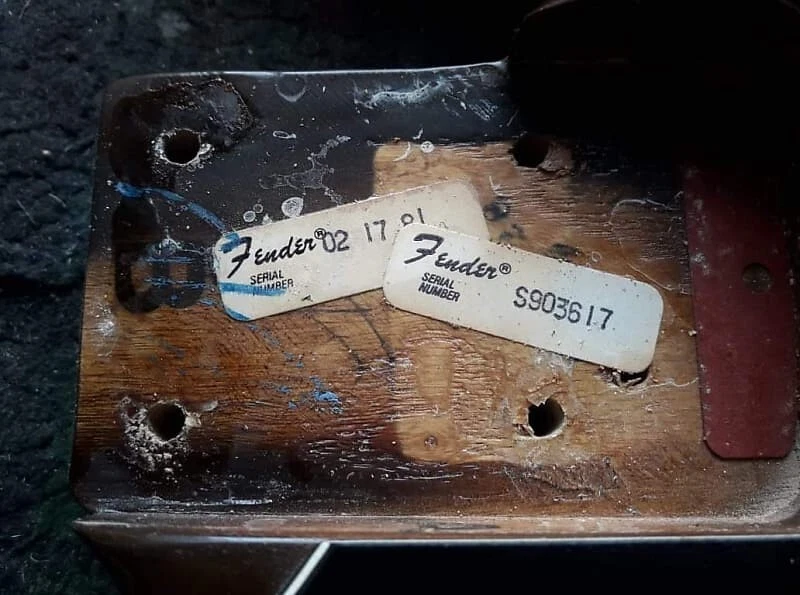 Fender® 02 17 81
SERIAL
NUMBER
Fender®
SERIAL
NUMBER
S903617